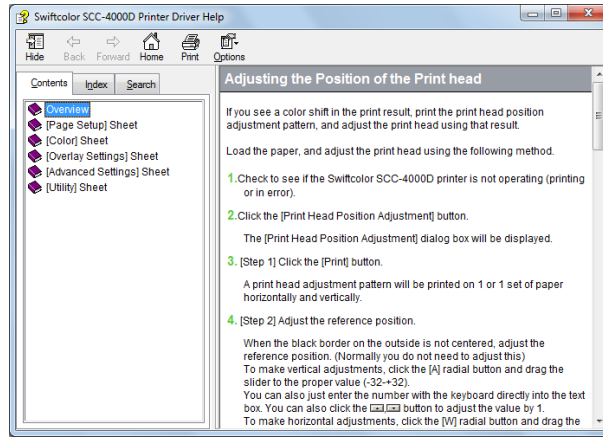 Swiftcolor SCC-4000D Printer Driver Help
Hide Back Forward Home Print Options
Contents Index Search
Overview
[Page Setup] Sheet
[Color] Sheet
[Overlay Settings] Sheet
[Advanced Settings] Sheet
[Utility] Sheet
Adjusting the Position of the Print head
If you see a color shift in the print result, print the print head position
adjustment pattern, and adjust the print head using that result.
Load the paper, and adjust the print head using the following method.
1.Check to see if the Swiftcolor SCC-4000D printer is not operating (printing
or in error).
2.Click the [Print Head Position Adjustment] button.
The [Print Head Position Adjustment] dialog box will be displayed.
3. [Step 1] Click the [Print] button.
A print head adjustment pattern will be printed on 1 or 1 set of paper
horizontally and vertically.
4. [Step 2] Adjust the reference position.
When the black border on the outside is not centered, adjust the
reference position. (Normally you do not need to adjust this)
To make vertical adjustments, click the [A] radial button and drag the
slider to the proper value (-32-+32).
You can also just enter the number with the keyboard directly into the text
box. You can also click the button to adjust the value by 1.
To make horizontal adjustments, click the [W] radial button and drag the